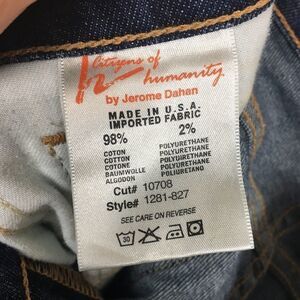 Citizens of
humanity
by Jerome Dahan
MADE IN U.S.A.
IMPORTED FABRIC
98% 2%
COTTON POLYURETHANE
COTON POLYURETHANE
COTONE POLIURETANE
BAUMWOLLE POLYURETHANE
ALGODON POLIURETANO
Cut# 10708
Style# 1281-827
SEE CARE ON REVERSE
30